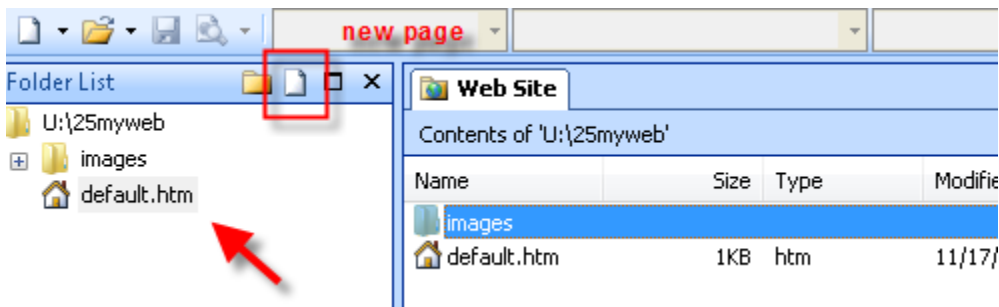 new page
Folder List
Web Site
U:\25myweb
Contents of 'U:\25myweb'
images
Name Size Type Modifie
default.htm
images
default.htm 1KB htm 11/17/